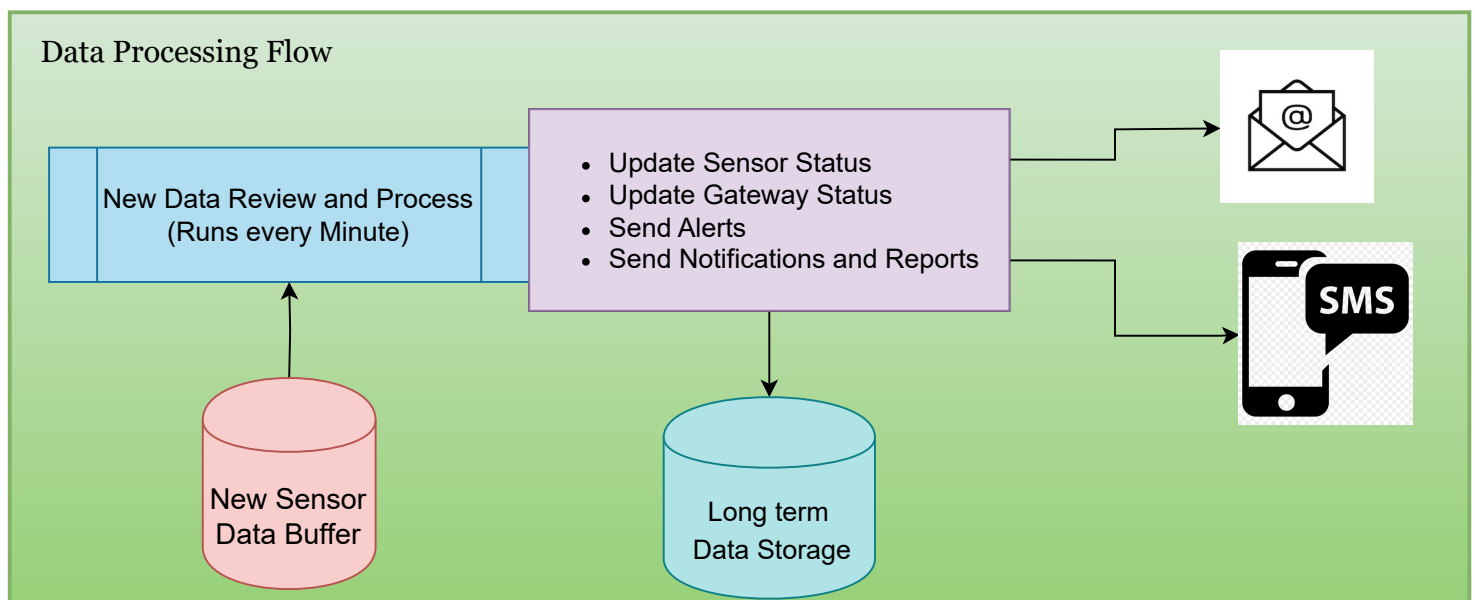 Data Processing Flow
New Data Review and Process
(Runs every Minute)
• Update Sensor Status
• Update Gateway Status
• Send Alerts
• Send Notifications and Reports
@
SMS
New Sensor
Data Buffer
Long term
Data Storage